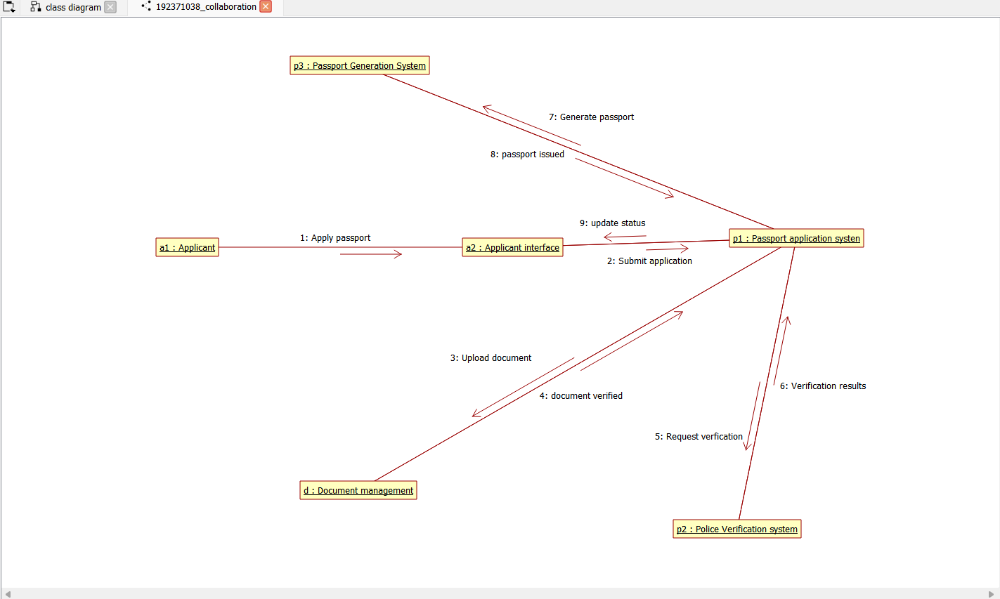 class diagram
192371038_collaboration
p3 : Passport Generation System
7: Generate passport
8: passport issued
9: update status
1: Apply passport
a1 : Applicant
a2 : Applicant interface
p1 : Passport application systen
2: Submit application
3: Upload document
4: document verified
6: Verification results
5: Request verfication
d : Document management
p2 : Police Verification system